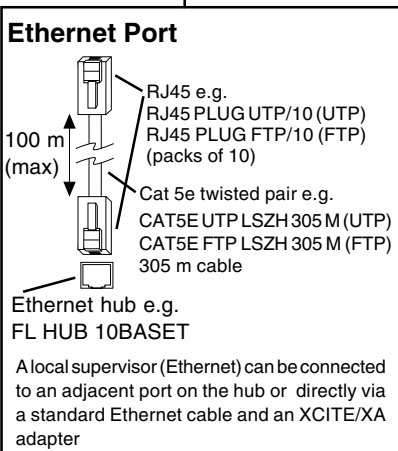 Ethernet Port
RJ45 e.g.
RJ45 PLUG UTP/10 (UTP)
RJ45 PLUG FTP/10 (FTP)
(packs of 10)
100 m
(max)
Cat 5e twisted pair e.g.
CAT5E UTP LSZH 305 M (UTP)
CAT5E FTP LSZH 305 M (FTP)
305 m cable
Ethernet hub e.g.
FL HUB 10BASET
A local supervisor (Ethernet) can be connected
to an adjacent port on the hub or directly via
a standard Ethernet cable and an XCITE/XA
adapter